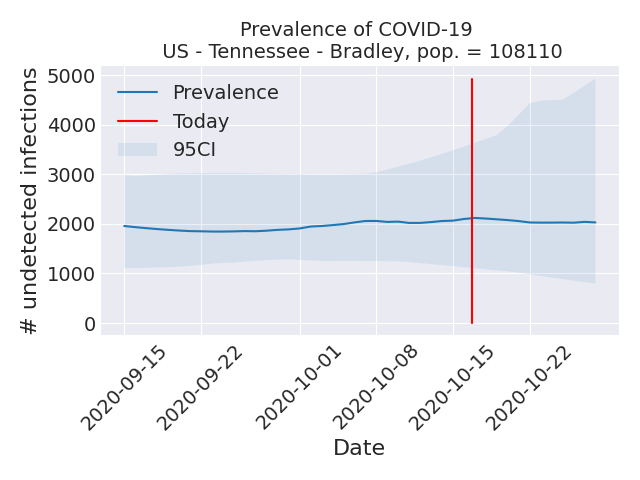 Prevalence of COVID-19
US - Tennessee - Bradley, pop. = 108110
# undetected infections
5000
4000
3000
2000
1000
0
Prevalence
Today
95CI
2020-09-15
2020-09-22
2020-10-01
2020-10-08
2020-10-15
2020-10-22
Date